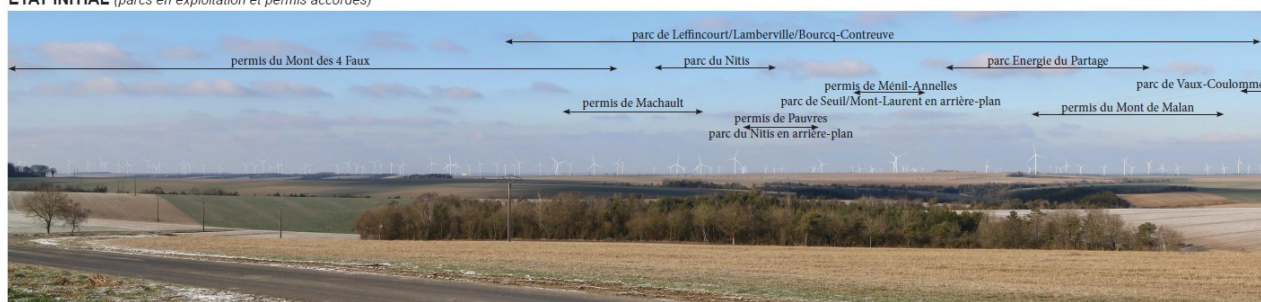 ÉTAT INITIAL (parcs en exploitation et permis accordés)
parc de Leffincourt/Lamberville/Bourcq-Contreuve
permis du Mont des 4 Faux
parc du Nitis
parc Energie du Partage
permis de Ménil-Annelles
parc de Vaux-Coulomme
parc de Seuil/Mont-Laurent en arrière-plan
permis de Machault
permis du Mont de Malan
permis de Pauvres
parc du Nitis en arrière-plan